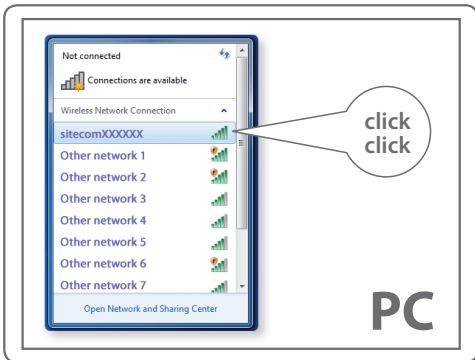 Not connected
Connections are available
Wireless Network Connection
sitecomXXXXXX
Other network 1
Other network 2
Other network 3
Other network 4
Other network 5
Other network 6
Other network 7
Open Network and Sharing Center
click
click
PC